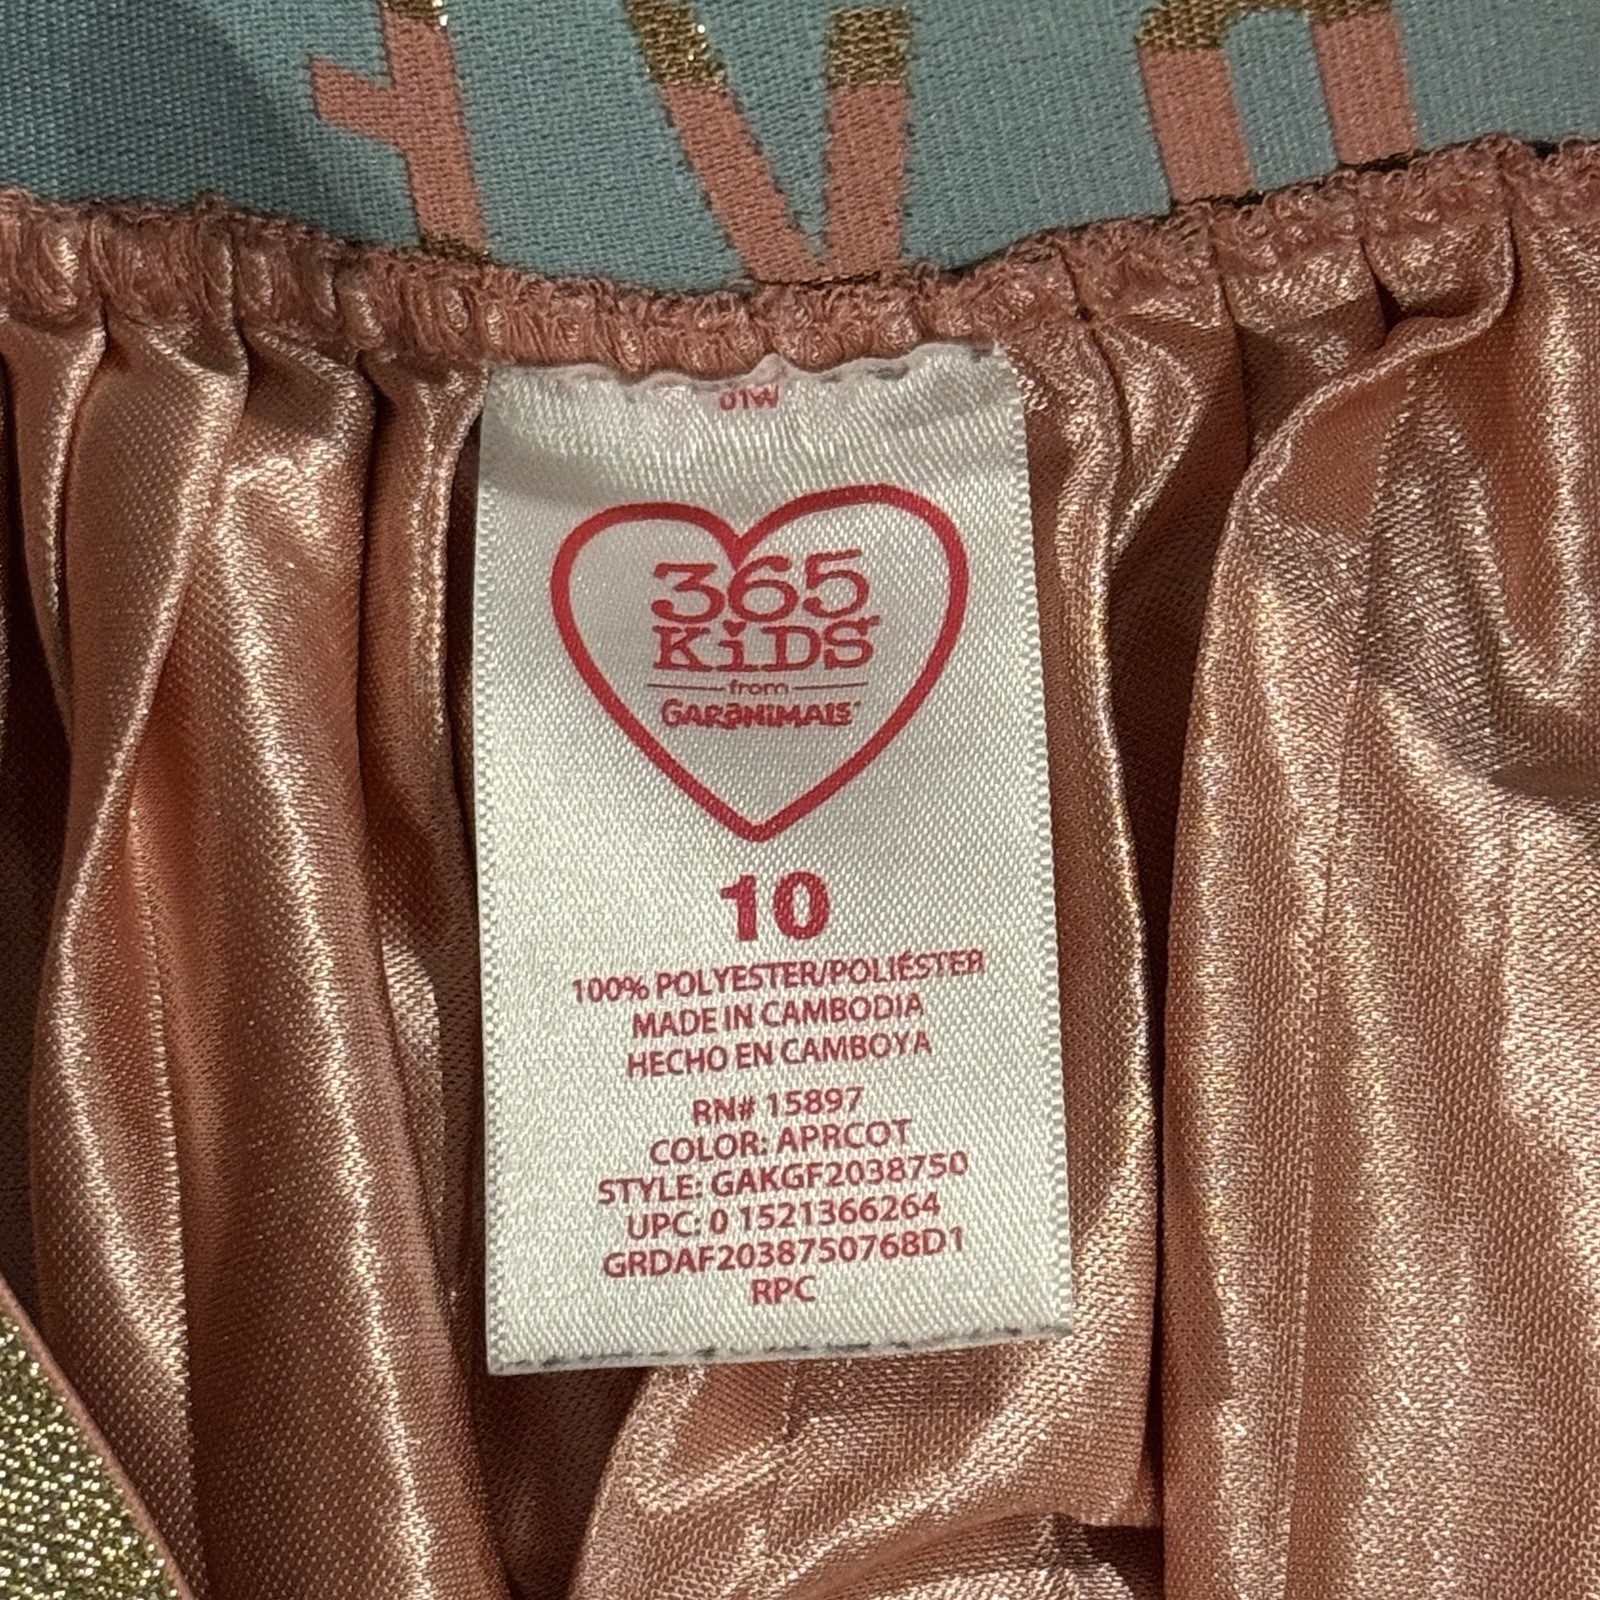 01W
365
KiDS
from
GARANIMALS
10
100% POLYESTER/POLIÉSTER
MADE IN CAMBODIA
HECHO EN CAMBOYA
RN# 15897
COLOR: APRCOT
STYLE: GAKGF2038750
UPC: 0 1521366264
GRDAF2038750768D1
RPC